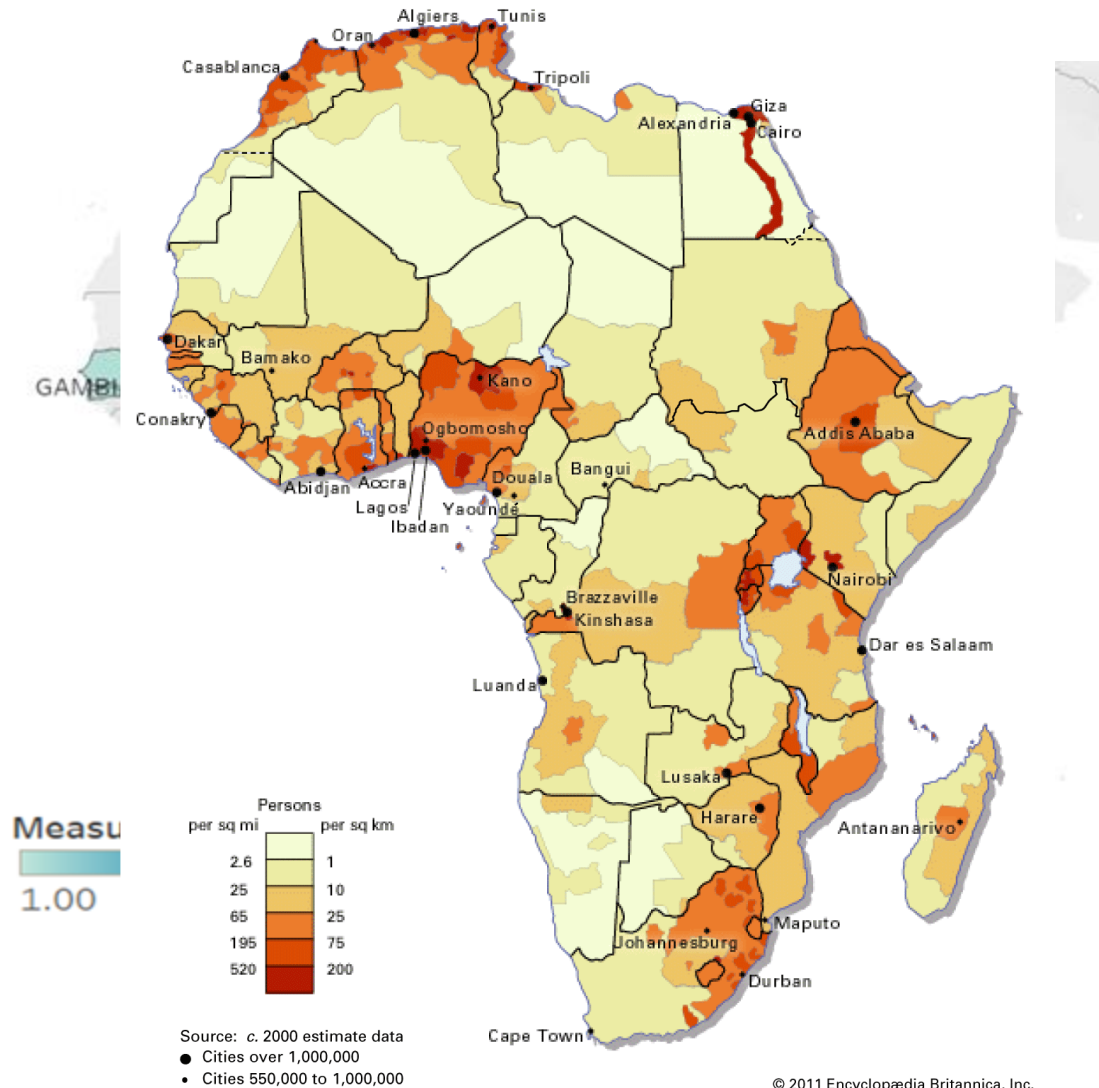 Algiers
Tunis
Oran
Casablanca
Tripoli
Giza
Alexandria
Cairo
Dakar
Bamako
Kano
Conakry
Ogbomosho
Addis Ababa
Abidjan
Accra
Lagos
Ibadan
Douala
Yaoundé
Bangui
Nairobi
Brazzaville
Kinshasa
Dar es Salaam
Luanda
Lusaka
Harare
Antananarivo
Maputo
Johannesburg
Durban
Cape Town
Persons
per sq mi per sq km
2.6 1
25 10
65 25
195 75
520 200
Source: c. 2000 estimate data
Cities over 1,000,000
Cities 550,000 to 1,000,000
© 2011 Encyclopædia Britannica, Inc.
GAMBI
Measu
1.00